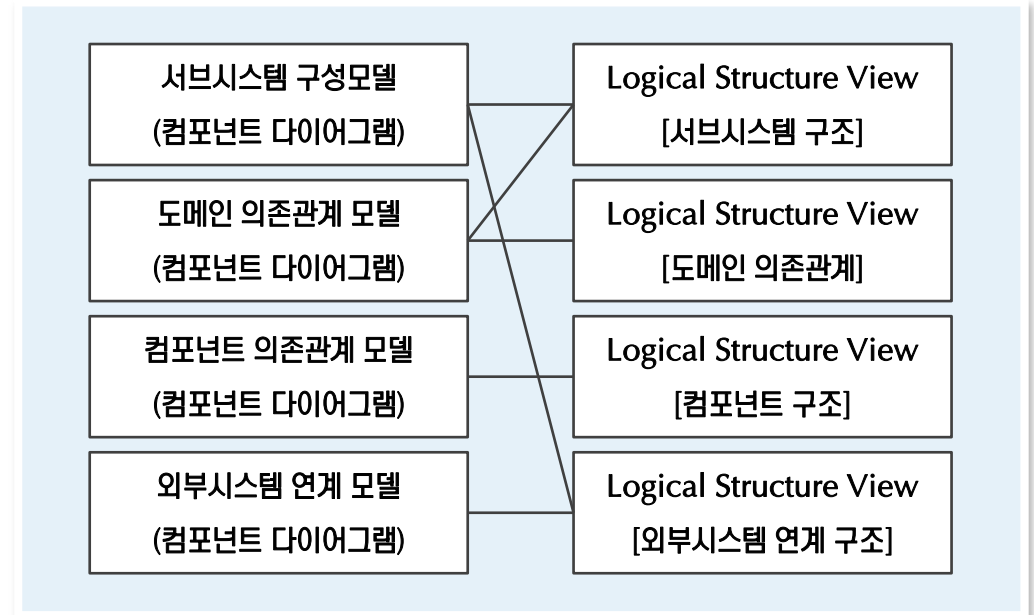 서브시스템 구성모델
(컴포넌트 다이어그램)
Logical Structure View
[서브시스템 구조]
도메인 의존관계 모델
(컴포넌트 다이어그램)
Logical Structure View
[도메인 의존관계]
컴포넌트 의존관계 모델
(컴포넌트 다이어그램)
Logical Structure View
[컴포넌트 구조]
외부시스템 연계 모델
(컴포넌트 다이어그램)
Logical Structure View
[외부시스템 연계 구조]